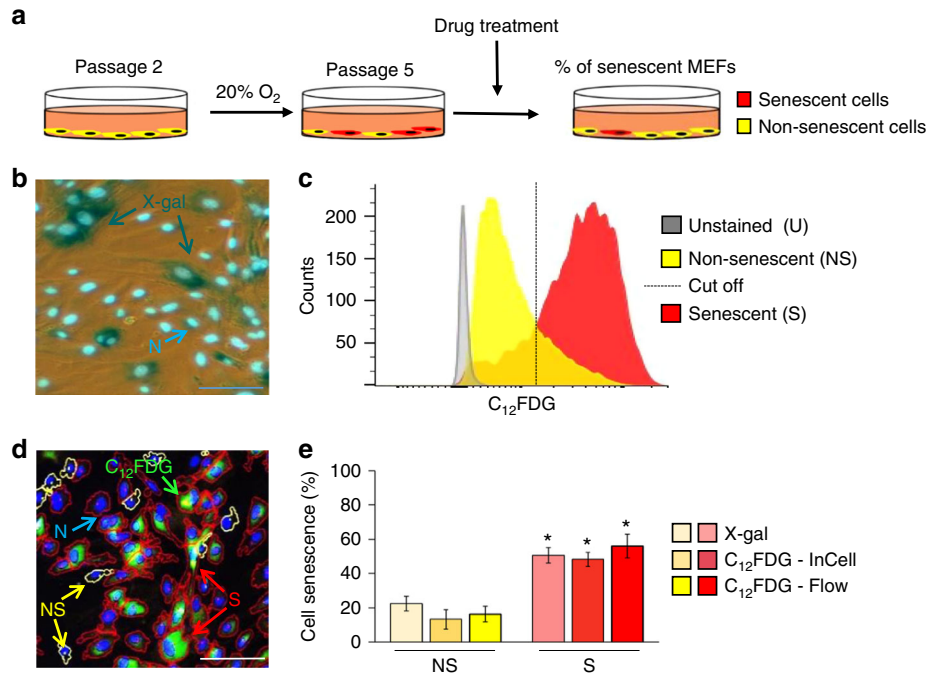 a
Drug treatment
Passage 2
20% O₂
Passage 5
% of senescent MEFs
Senescent cells
Non-senescent cells
b
X-gal
N
c
200
150
100
50
Counts
C₁₂FDG
Unstained (U)
Non-senescent (NS)
Cut off
Senescent (S)
d
C₁₂FDG
N
NS
S
e
100
80
60
40
20
0
Cell senescence (%)
* * *
NS S
X-gal
C₁₂FDG - InCell
C₁₂FDG - Flow